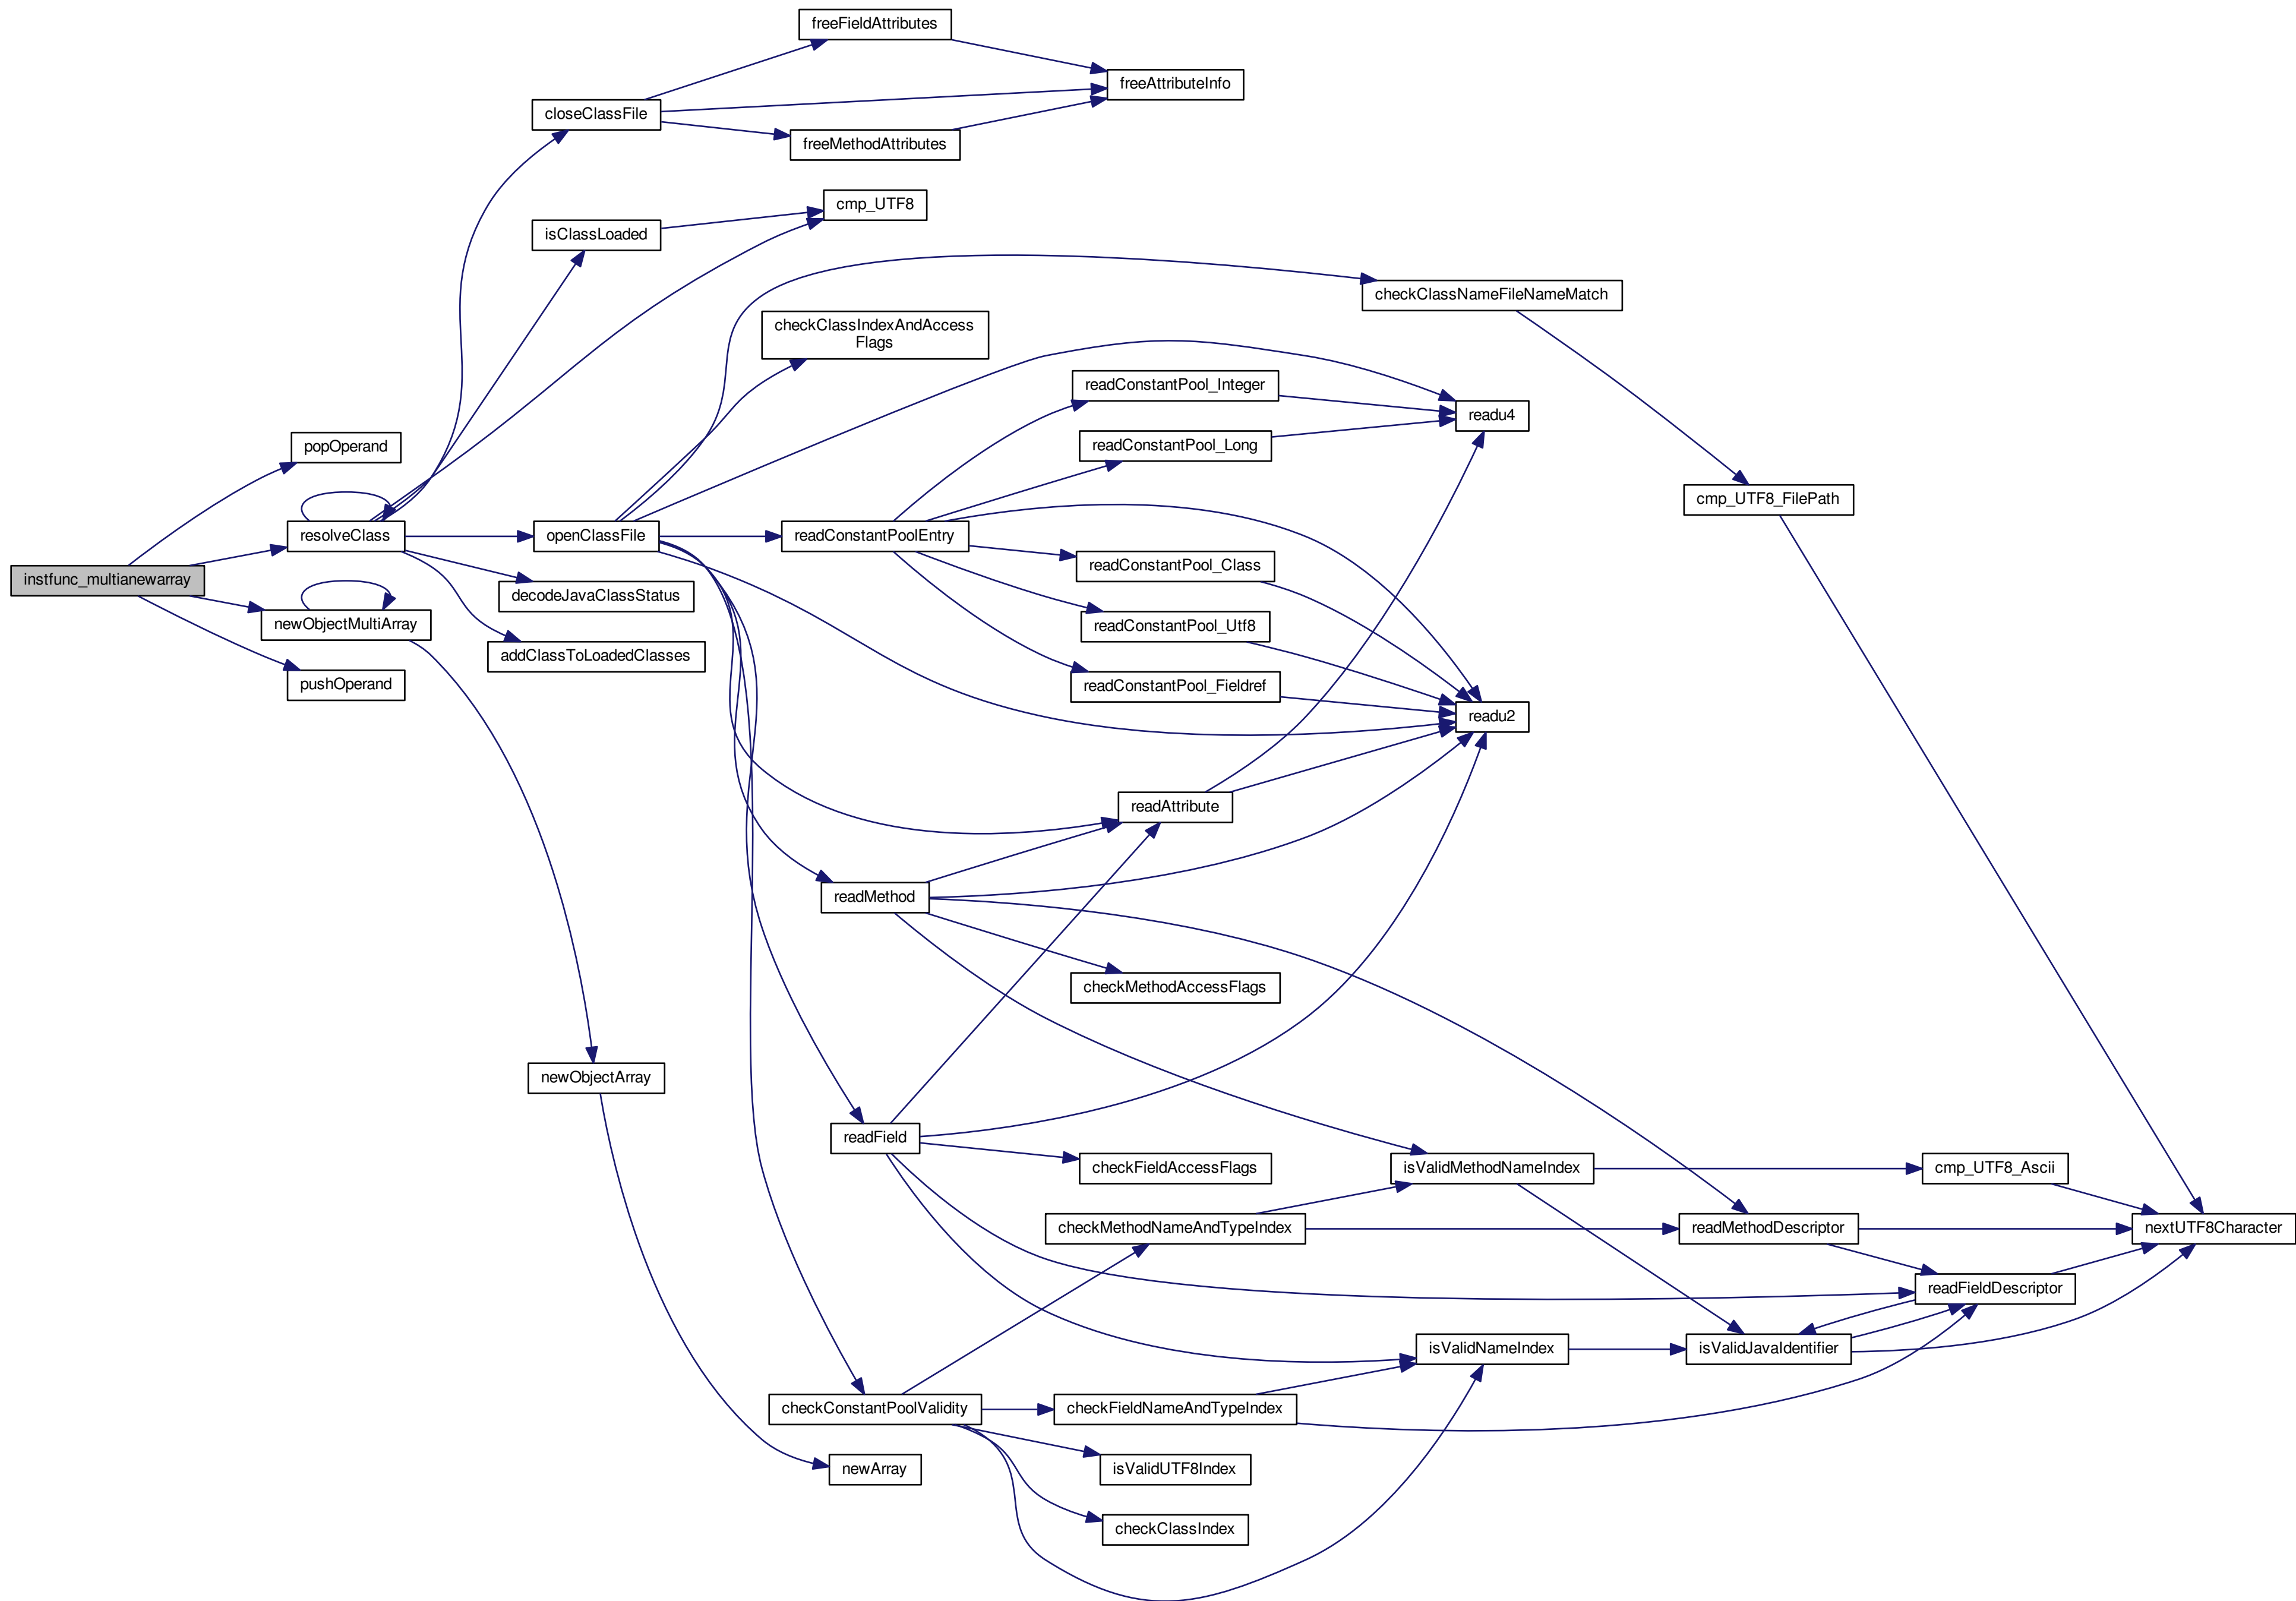 freeFieldAttributes
freeAttributeInfo
closeClassFile
freeMethodAttributes
cmp_UTF8
isClassLoaded
checkClassNameFileNameMatch
checkClassIndexAndAccess
Flags
readConstantPool_Integer
readu4
readConstantPool_Long
popOperand
cmp_UTF8_FilePath
resolveClass
openClassFile
readConstantPoolEntry
readConstantPool_Class
instfunc_multianewarray
decodeJavaClassStatus
newObjectMultiArray
readConstantPool_Utf8
addClassToLoadedClasses
pushOperand
readConstantPool_Fieldref
readu2
readAttribute
readMethod
checkMethodAccessFlags
newObjectArray
readField
checkFieldAccessFlags
isValidMethodNameIndex
cmp_UTF8_Ascii
checkMethodNameAndTypeIndex
readMethodDescriptor
nextUTF8Character
readFieldDescriptor
isValidNameIndex
isValidJavaIdentifier
checkConstantPoolValidity
checkFieldNameAndTypeIndex
newArray
isValidUTF8Index
checkClassIndex